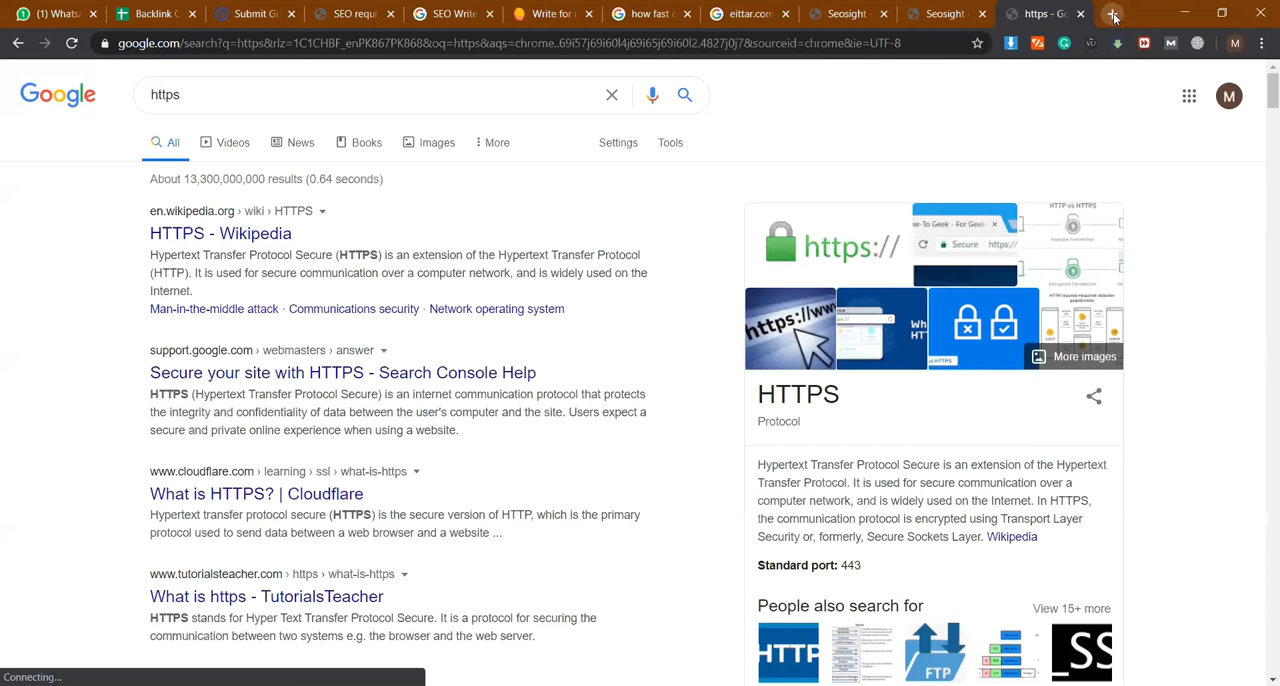 (1) Whats
Backlink C
Submit Gu
SEO requi
SEO Write
Write for u
how fast c
eittar.com
Seosight -
Seosight -
https - Go
google.com/search?q=https&rlz=1C1CHBF_enPK867PK868&oq=https&aqs=chrome..69i57j69i60l4j69i65j69i60l2.4827j0j7&sourceid=chrome&ie=UTF-8
M
Google
https
M
All
Videos
News
Books
Images
More
Settings
Tools
About 13,300,000,000 results (0.64 seconds)
en.wikipedia.org › wiki › HTTPS
HTTPS - Wikipedia
Hypertext Transfer Protocol Secure (HTTPS) is an extension of the Hypertext Transfer Protocol
(HTTP). It is used for secure communication over a computer network, and is widely used on the
Internet.
Man-in-the-middle attack · Communications security · Network operating system
support.google.com › webmasters › answer
Secure your site with HTTPS - Search Console Help
HTTPS (Hypertext Transfer Protocol Secure) is an internet communication protocol that protects
the integrity and confidentiality of data between the user's computer and the site. Users expect a
secure and private online experience when using a website.
www.cloudflare.com › learning › ssl › what-is-https
What is HTTPS? | Cloudflare
Hypertext transfer protocol secure (HTTPS) is the secure version of HTTP, which is the primary
protocol used to send data between a web browser and a website ...
www.tutorialsteacher.com › https › what-is-https
What is https - TutorialsTeacher
HTTPS stands for Hyper Text Transfer Protocol Secure. It is a protocol for securing the
communication between two systems e.g. the browser and the web server.
https://
Secure
https://
HTTP vs HTTPS
https://www
More images
HTTPS
Protocol
Hypertext Transfer Protocol Secure is an extension of the Hypertext
Transfer Protocol. It is used for secure communication over a
computer network, and is widely used on the Internet. In HTTPS,
the communication protocol is encrypted using Transport Layer
Security or, formerly, Secure Sockets Layer. Wikipedia
Standard port: 443
People also search for
View 15+ more
HTTP
FTP
SS
Connecting...